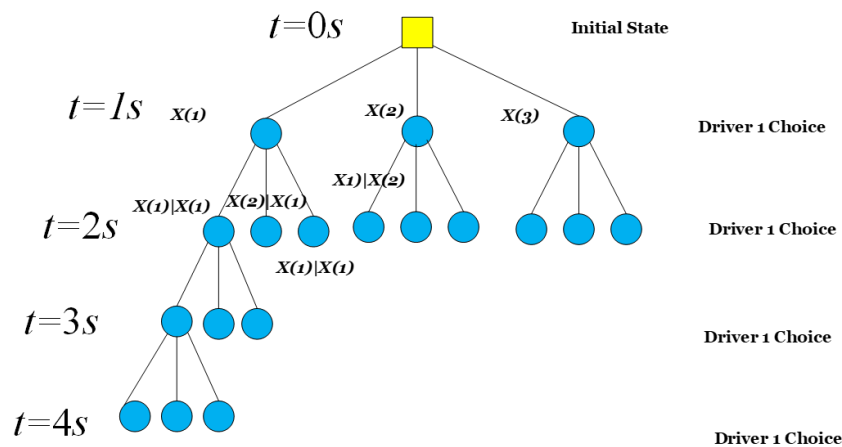 t=0s
Initial State
t=1s
X(1)
X(2)
X(3)
Driver 1 Choice
X1)|X(2)
X(1)|X(1)
X(2)|X(1)
t=2s
Driver 1 Choice
X(1)|X(1)
t=3s
Driver 1 Choice
t=4s
Driver 1 Choice